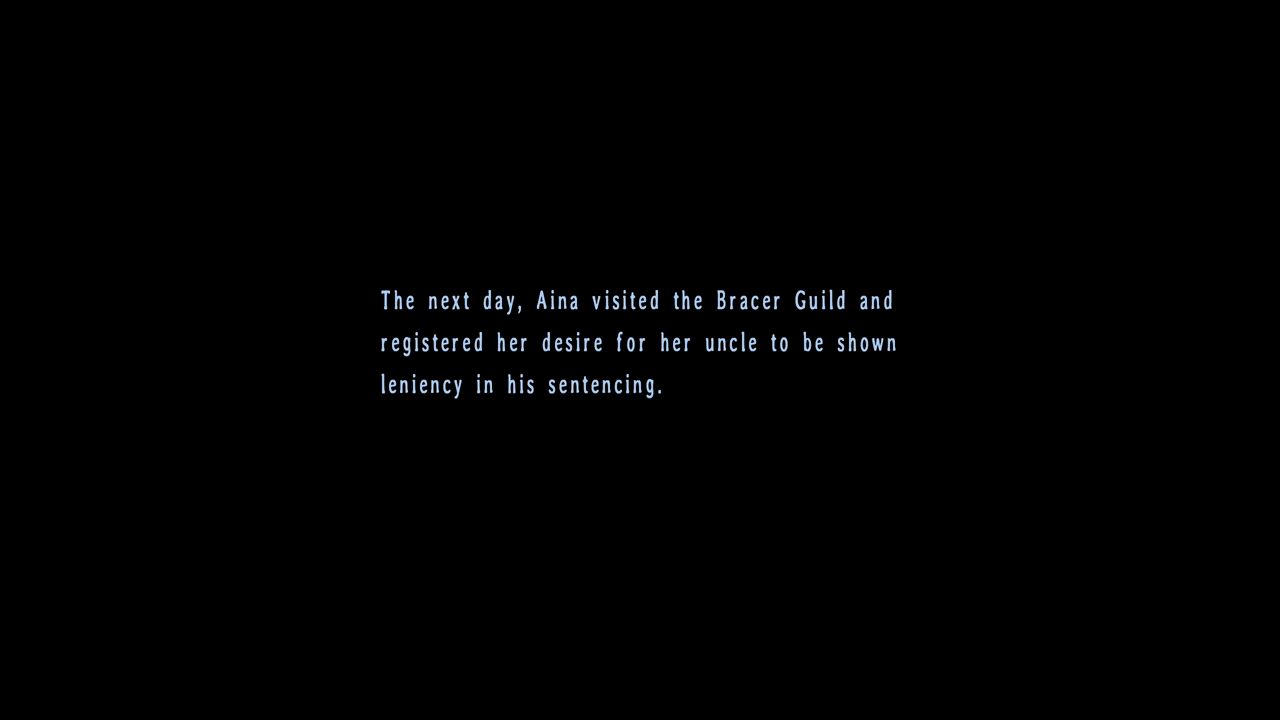 The next day, Aina visited the Bracer Guild and
registered her desire for her uncle to be shown
leniency in his sentencing.